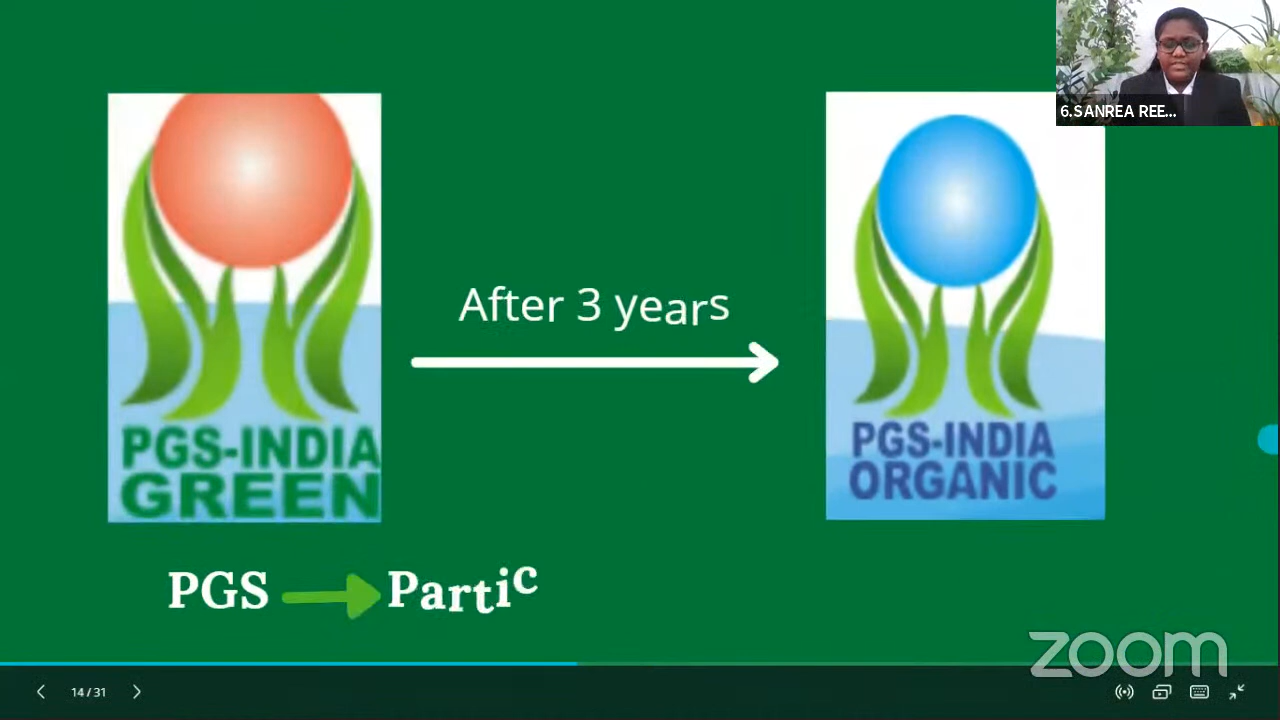 6.SANREA REE...
After 3 years
PGS-INDIA
GREEN
PGS-INDIA
ORGANIC
PGS Partic
zoom
14/31